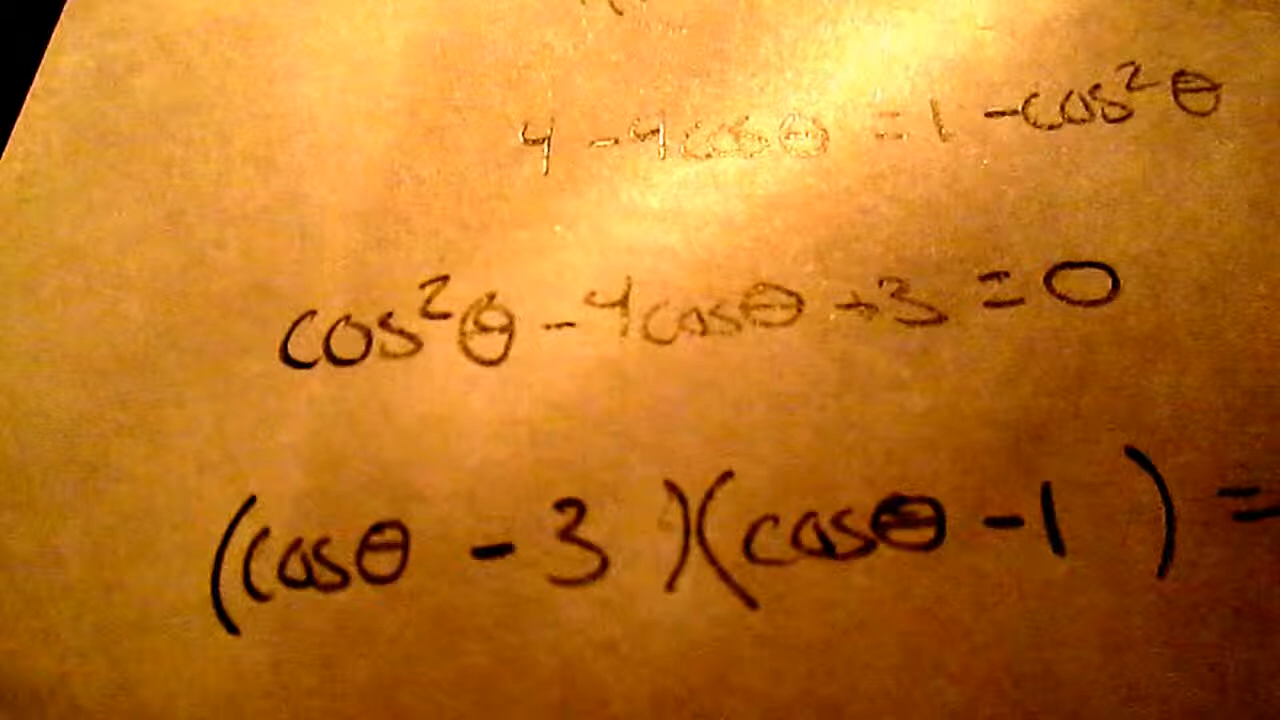 4 - 4cosθ = 1 - cos²θ
cos²θ - 4cosθ + 3 = 0
(cosθ - 3)(cosθ - 1) =